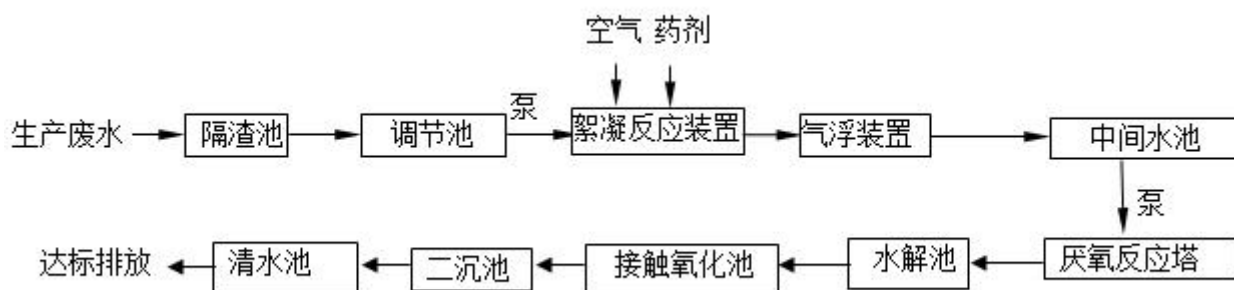 空气 药剂
生产废水 隔渣池 调节池 泵 絮凝反应装置 气浮装置 中间水池
泵
达标排放 清水池 二沉池 接触氧化池 水解池 厌氧反应塔